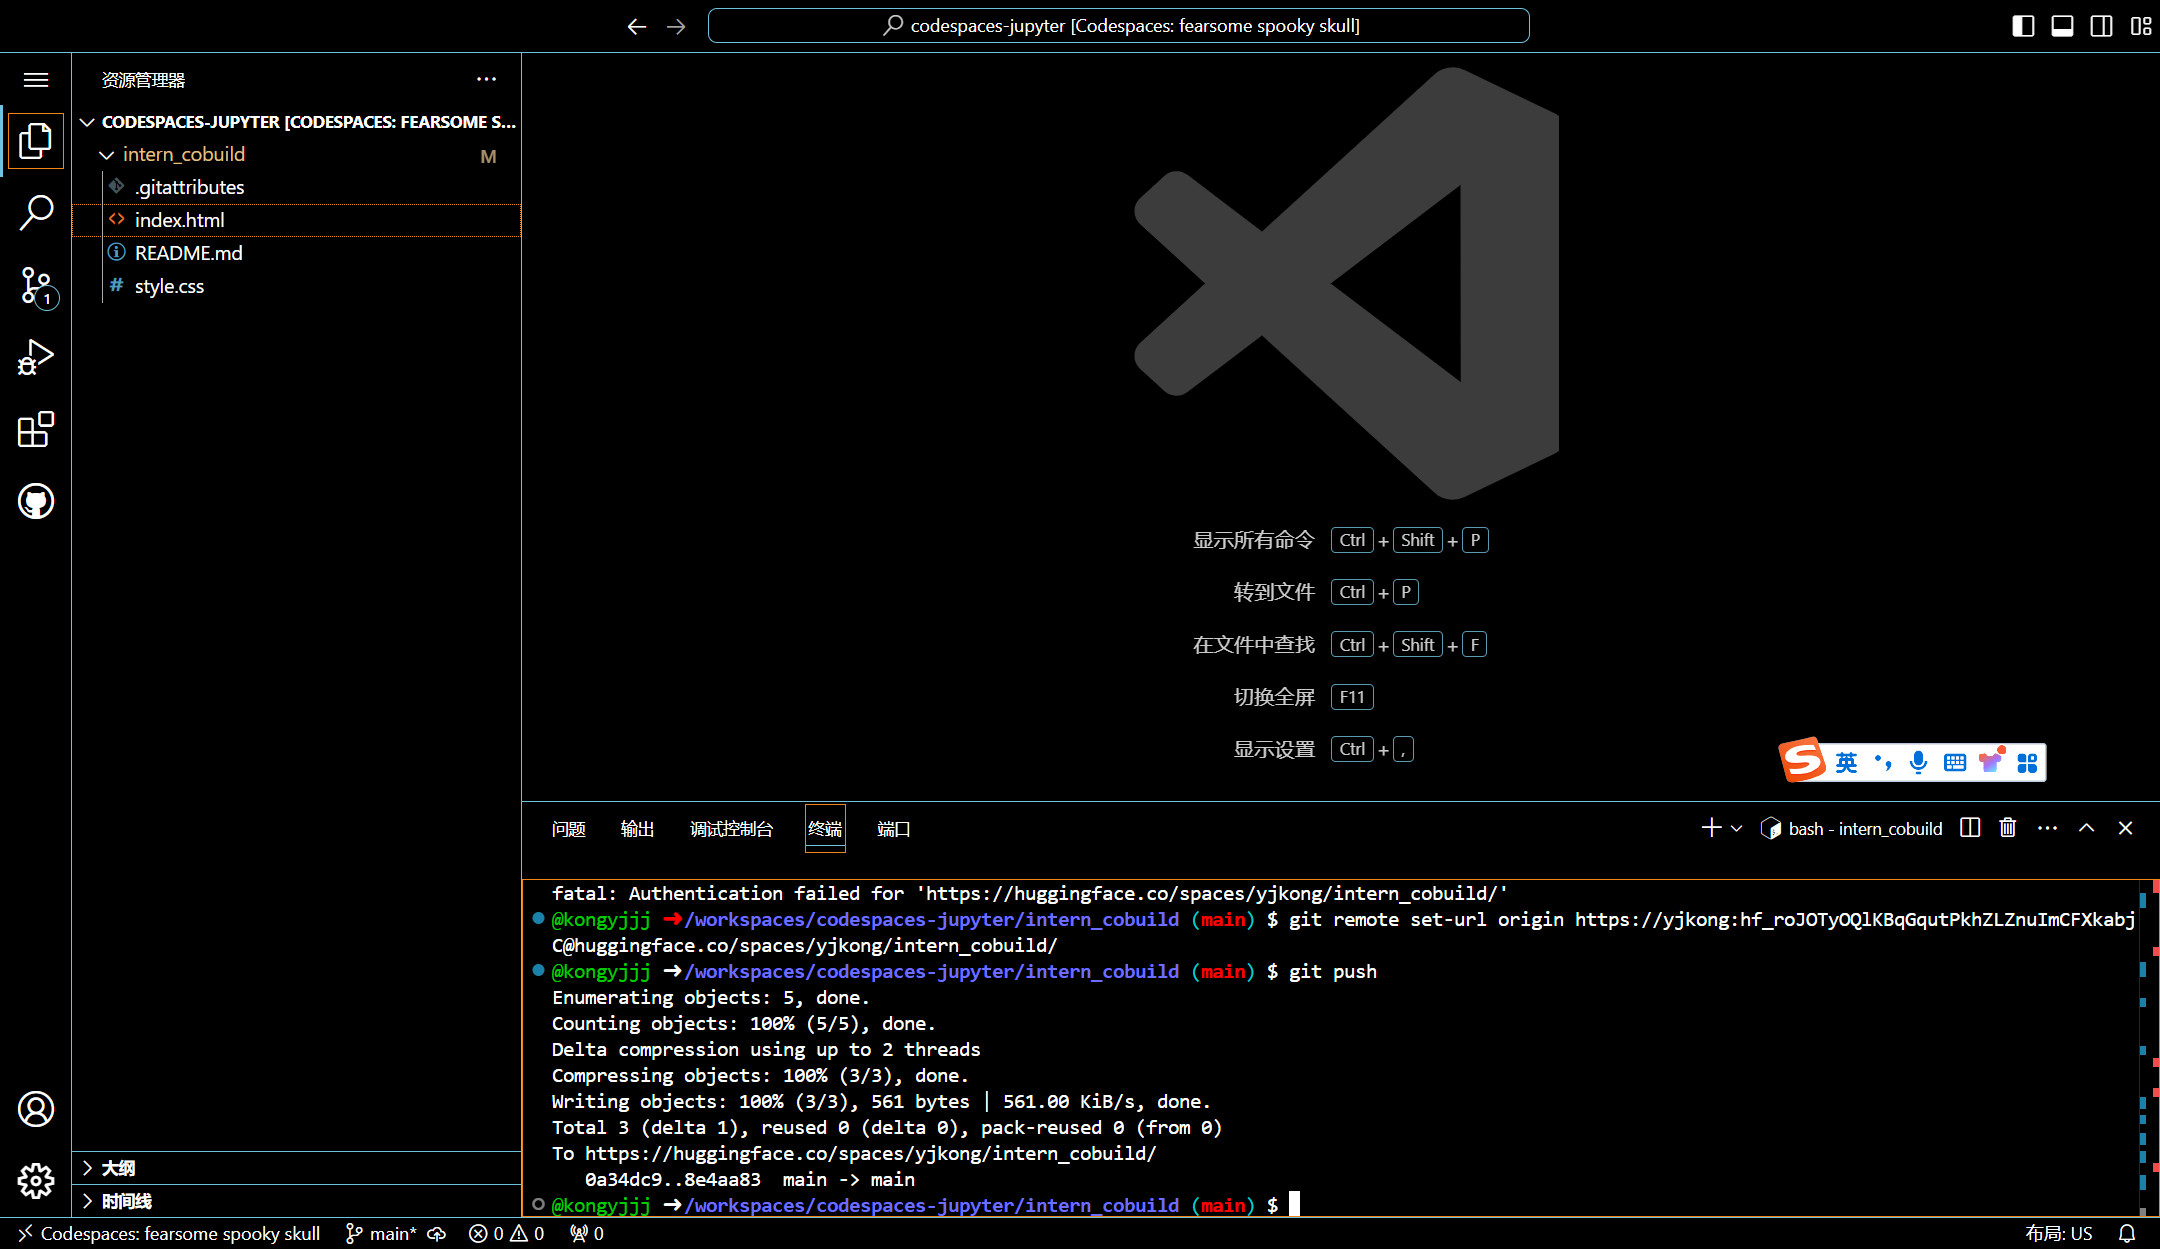 codespaces-jupyter [Codespaces: fearsome spooky skull]
资源管理器
CODESPACES-JUPYTER [CODESPACES: FEARSOME S...
intern_cobuild M
.gitattributes
index.html
README.md
style.css
1
大纲
时间线
显示所有命令 Ctrl + Shift + P
转到文件 Ctrl + P
在文件中查找 Ctrl + Shift + F
切换全屏 F11
显示设置 Ctrl + ,
英
问题 输出 调试控制台 终端 端口
bash - intern_cobuild
fatal: Authentication failed for 'https://huggingface.co/spaces/yjkong/intern_cobuild/'
@kongyjjj ➜/workspaces/codespaces-jupyter/intern_cobuild (main) $ git remote set-url origin https://yjkong:hf_roJOTyOQlKBqGqutPkhZLZnuImCFXkabj
C@huggingface.co/spaces/yjkong/intern_cobuild/
@kongyjjj ➜/workspaces/codespaces-jupyter/intern_cobuild (main) $ git push
Enumerating objects: 5, done.
Counting objects: 100% (5/5), done.
Delta compression using up to 2 threads
Compressing objects: 100% (3/3), done.
Writing objects: 100% (3/3), 561 bytes | 561.00 KiB/s, done.
Total 3 (delta 1), reused 0 (delta 0), pack-reused 0 (from 0)
To https://huggingface.co/spaces/yjkong/intern_cobuild/
0a34dc9..8e4aa83 main -> main
@kongyjjj ➜/workspaces/codespaces-jupyter/intern_cobuild (main) $
Codespaces: fearsome spooky skull main* 0 0 0 布局: US